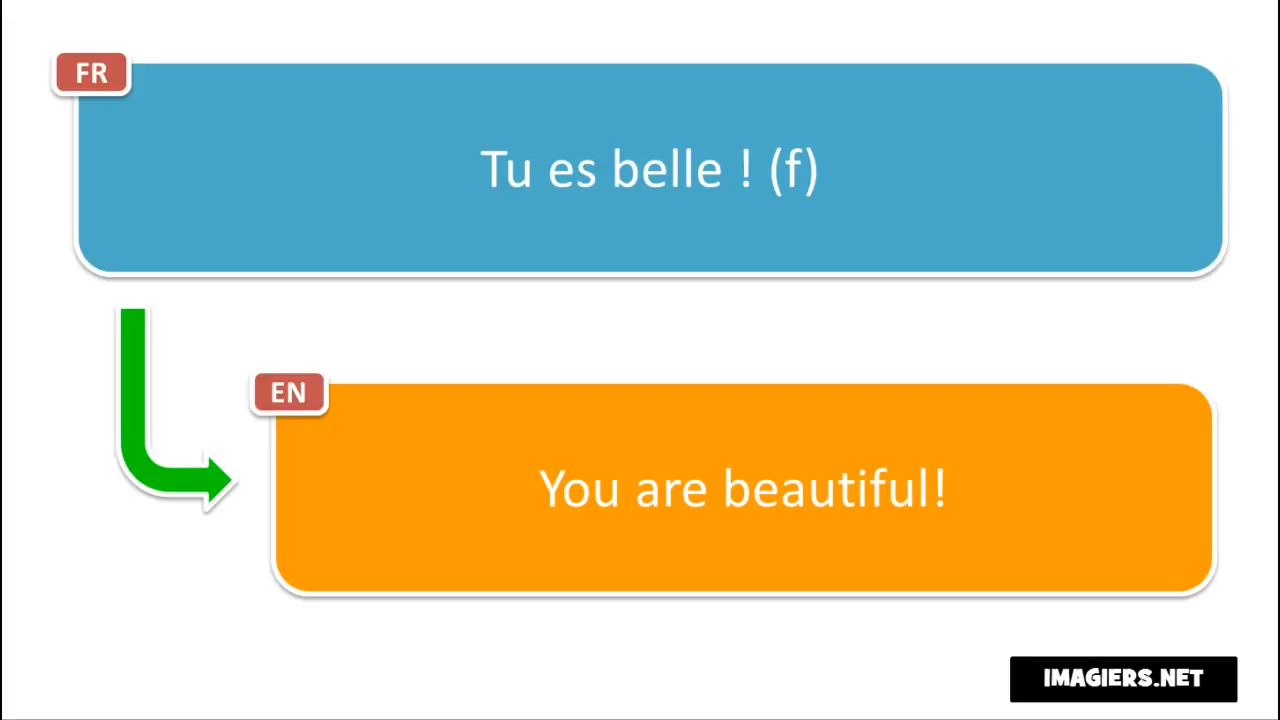 FR
Tu es belle ! (f)
EN
You are beautiful!
IMAGIERS.NET